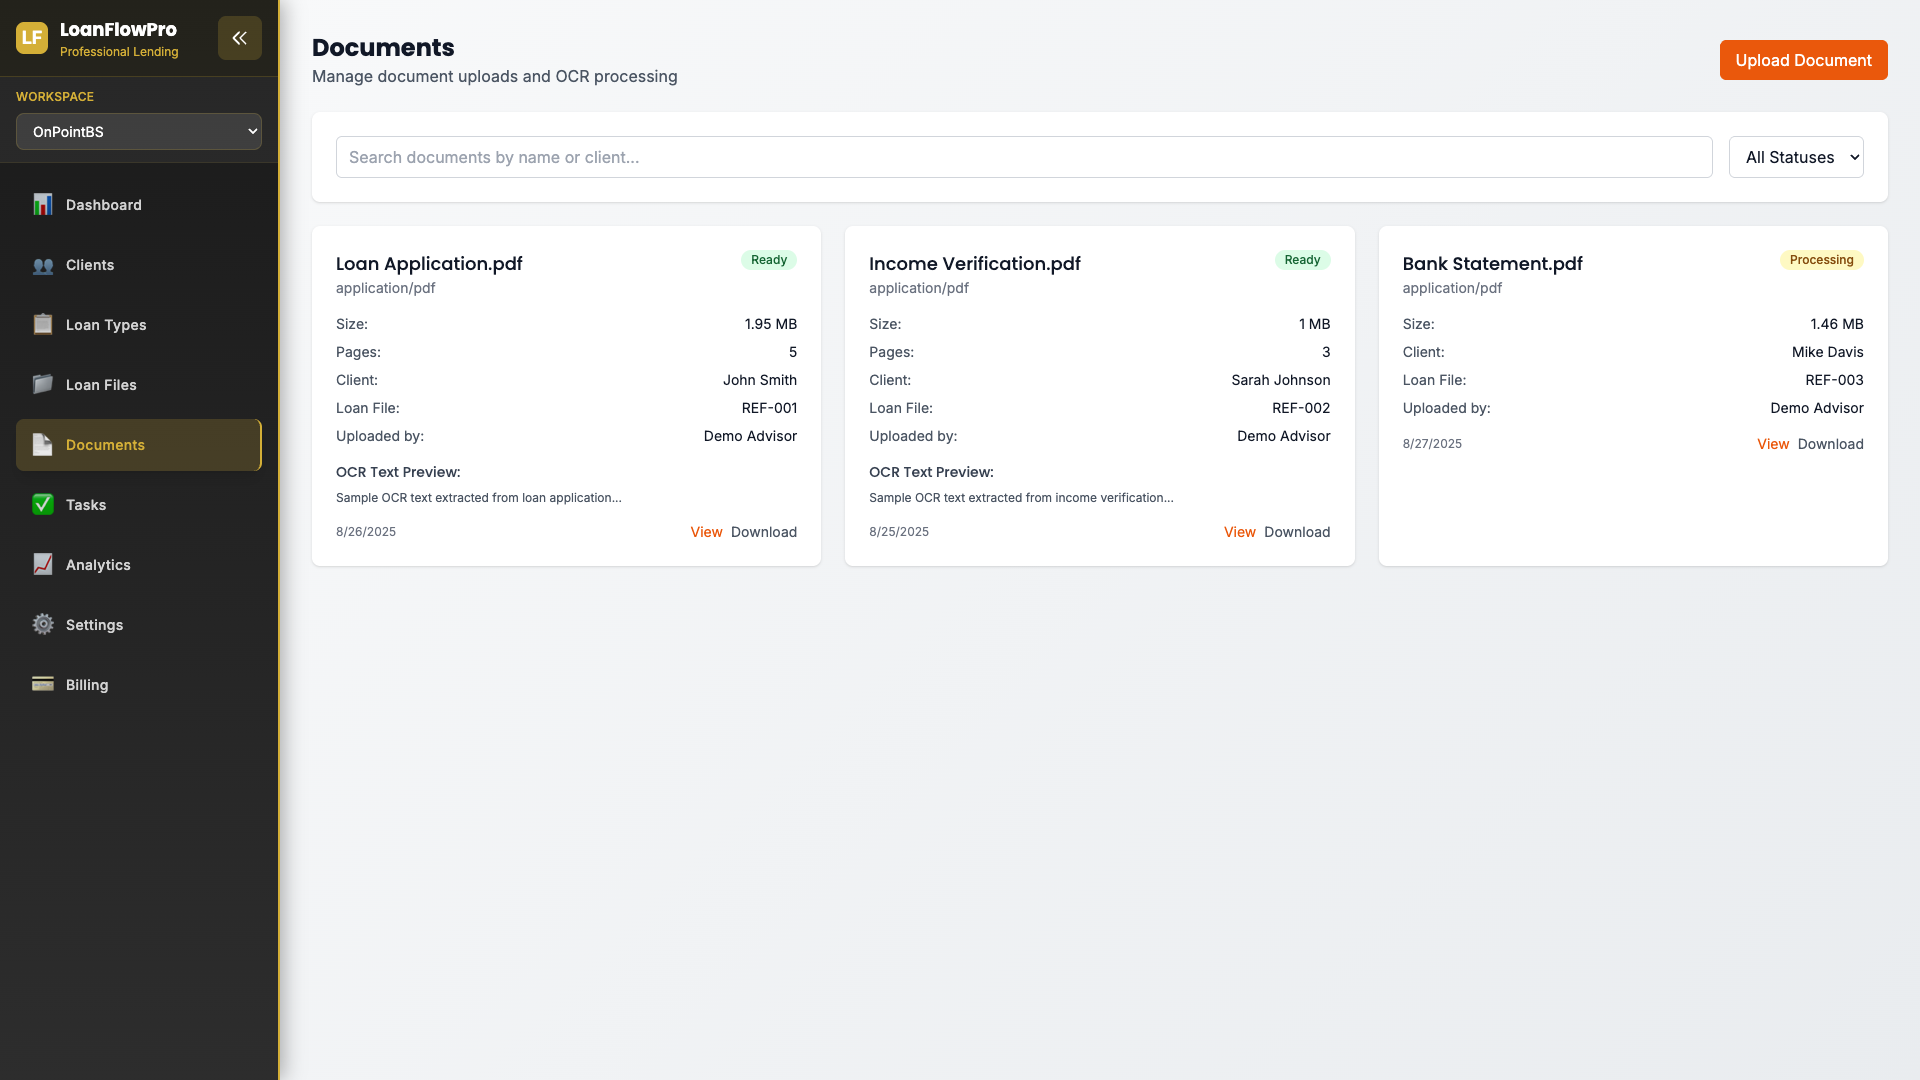 LF
LoanFlowPro
Professional Lending
WORKSPACE
OnPointBS
Dashboard
Clients
Loan Types
Loan Files
Documents
Tasks
Analytics
Settings
Billing
Documents
Manage document uploads and OCR processing
Upload Document
Search documents by name or client...
All Statuses
Loan Application.pdf
Ready
application/pdf
Size: 1.95 MB
Pages: 5
Client: John Smith
Loan File: REF-001
Uploaded by: Demo Advisor
OCR Text Preview:
Sample OCR text extracted from loan application...
8/26/2025 View Download
Income Verification.pdf
Ready
application/pdf
Size: 1 MB
Pages: 3
Client: Sarah Johnson
Loan File: REF-002
Uploaded by: Demo Advisor
OCR Text Preview:
Sample OCR text extracted from income verification...
8/25/2025 View Download
Bank Statement.pdf
Processing
application/pdf
Size: 1.46 MB
Client: Mike Davis
Loan File: REF-003
Uploaded by: Demo Advisor
8/27/2025 View Download